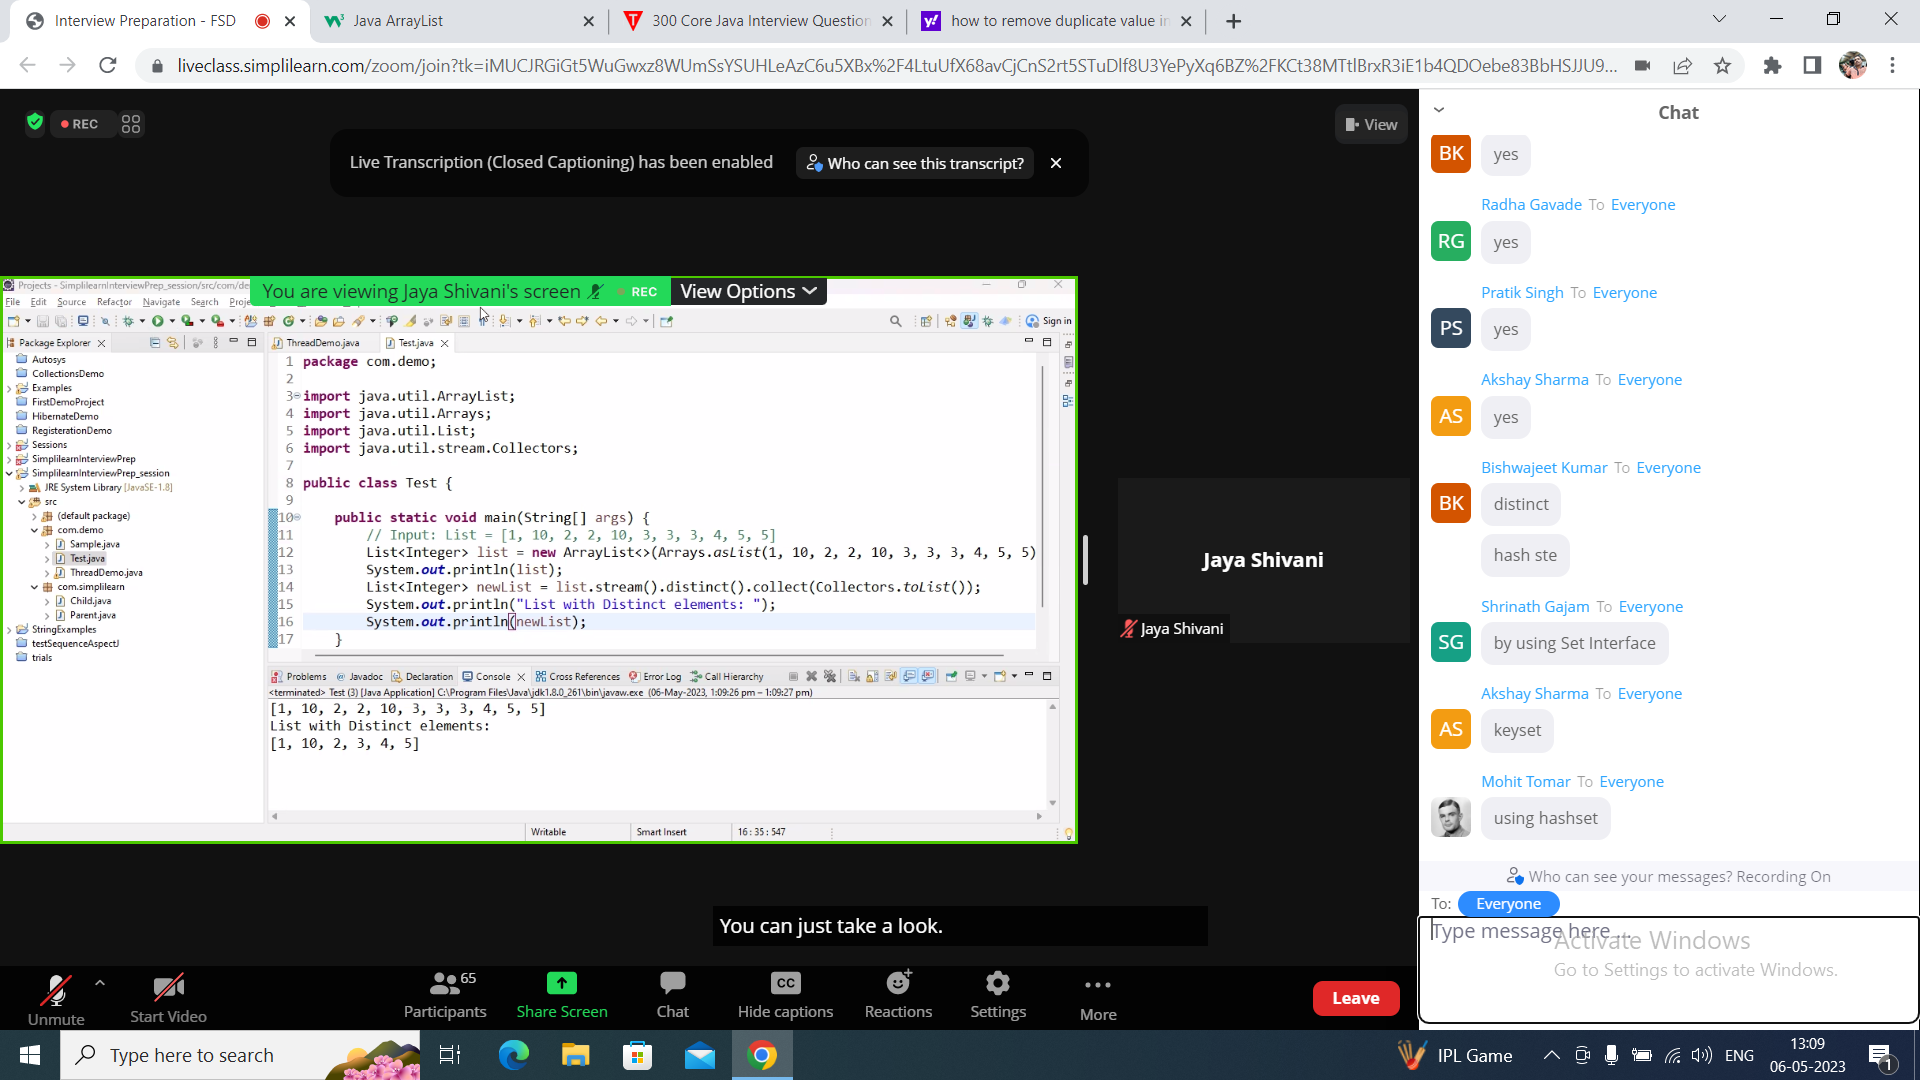 Interview Preparation - FSD
Java ArrayList
300 Core Java Interview Question
how to remove duplicate value in
liveclass.simplilearn.com/zoom/join?tk=iMUCJRGiGt5WuGwxz8WUmSsYSUHLeAzC6u5XBx%2F4LtuUfX68avCjCnS2rt5STuDlf8U3YePyXq6BZ%2FKCt38MTtlBrxR3iE1b4QDOebe83BbHSJJU9...
REC
View
Live Transcription (Closed Captioning) has been enabled
Who can see this transcript?
Projects - SimplilearnInterviewPrep_session/src/com/de
You are viewing Jaya Shivani's screen
REC
View Options
File Edit Source Refactor Navigate Search Proje
Sign in
Package Explorer
Autosys
CollectionsDemo
Examples
FirstDemoProject
HibernateDemo
RegisterationDemo
Sessions
SimplilearnInterviewPrep
SimplilearnInterviewPrep_session
JRE System Library [JavaSE-1.8]
src
(default package)
com.demo
Sample.java
Test.java
ThreadDemo.java
com.simplilearn
Child.java
Parent.java
StringExamples
testSequenceAspectJ
trials
ThreadDemo.java
Test.java
1 package com.demo;
2
3 import java.util.ArrayList;
4 import java.util.Arrays;
5 import java.util.List;
6 import java.util.stream.Collectors;
7
8 public class Test {
9
10 public static void main(String[] args) {
11 // Input: List = [1, 10, 2, 2, 10, 3, 3, 3, 4, 5, 5]
12 List<Integer> list = new ArrayList<>(Arrays.asList(1, 10, 2, 2, 10, 3, 3, 3, 4, 5, 5)
13 System.out.println(list);
14 List<Integer> newList = list.stream().distinct().collect(Collectors.toList());
15 System.out.println("List with Distinct elements: ");
16 System.out.println(newList);
17 }
Problems Javadoc Declaration Console Cross References Error Log Call Hierarchy
<terminated> Test (3) [Java Application] C:\Program Files\Java\jdk1.8.0_261\bin\javaw.exe (06-May-2023, 1:09:26 pm – 1:09:27 pm)
[1, 10, 2, 2, 10, 3, 3, 3, 4, 5, 5]
List with Distinct elements:
[1, 10, 2, 3, 4, 5]
Writable
Smart Insert
16 : 35 : 547
Jaya Shivani
Jaya Shivani
You can just take a look.
Chat
BK
yes
Radha Gavade To Everyone
RG
yes
Pratik Singh To Everyone
PS
yes
Akshay Sharma To Everyone
AS
yes
Bishwajeet Kumar To Everyone
BK
distinct
hash ste
Shrinath Gajam To Everyone
SG
by using Set Interface
Akshay Sharma To Everyone
AS
keyset
Mohit Tomar To Everyone
using hashset
Who can see your messages? Recording On
To: Everyone
Type message here ...
Activate Windows
Go to Settings to activate Windows.
Unmute
Start Video
65
Participants
Share Screen
Chat
CC
Hide captions
Reactions
Settings
More
Leave
Type here to search
IPL Game
ENG
13:09
06-05-2023
1